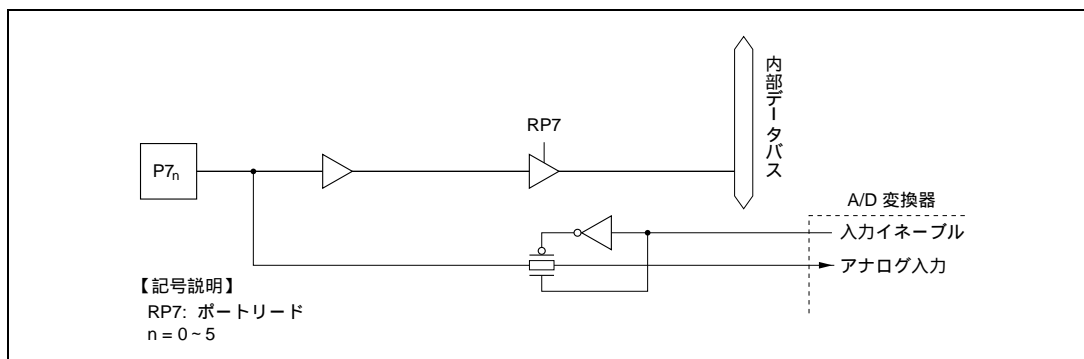 RP7
内部データバス
P7n
A/D 変換器
入力イネーブル
アナログ入力
【記号説明】
RP7: ポートリード
n = 0~5